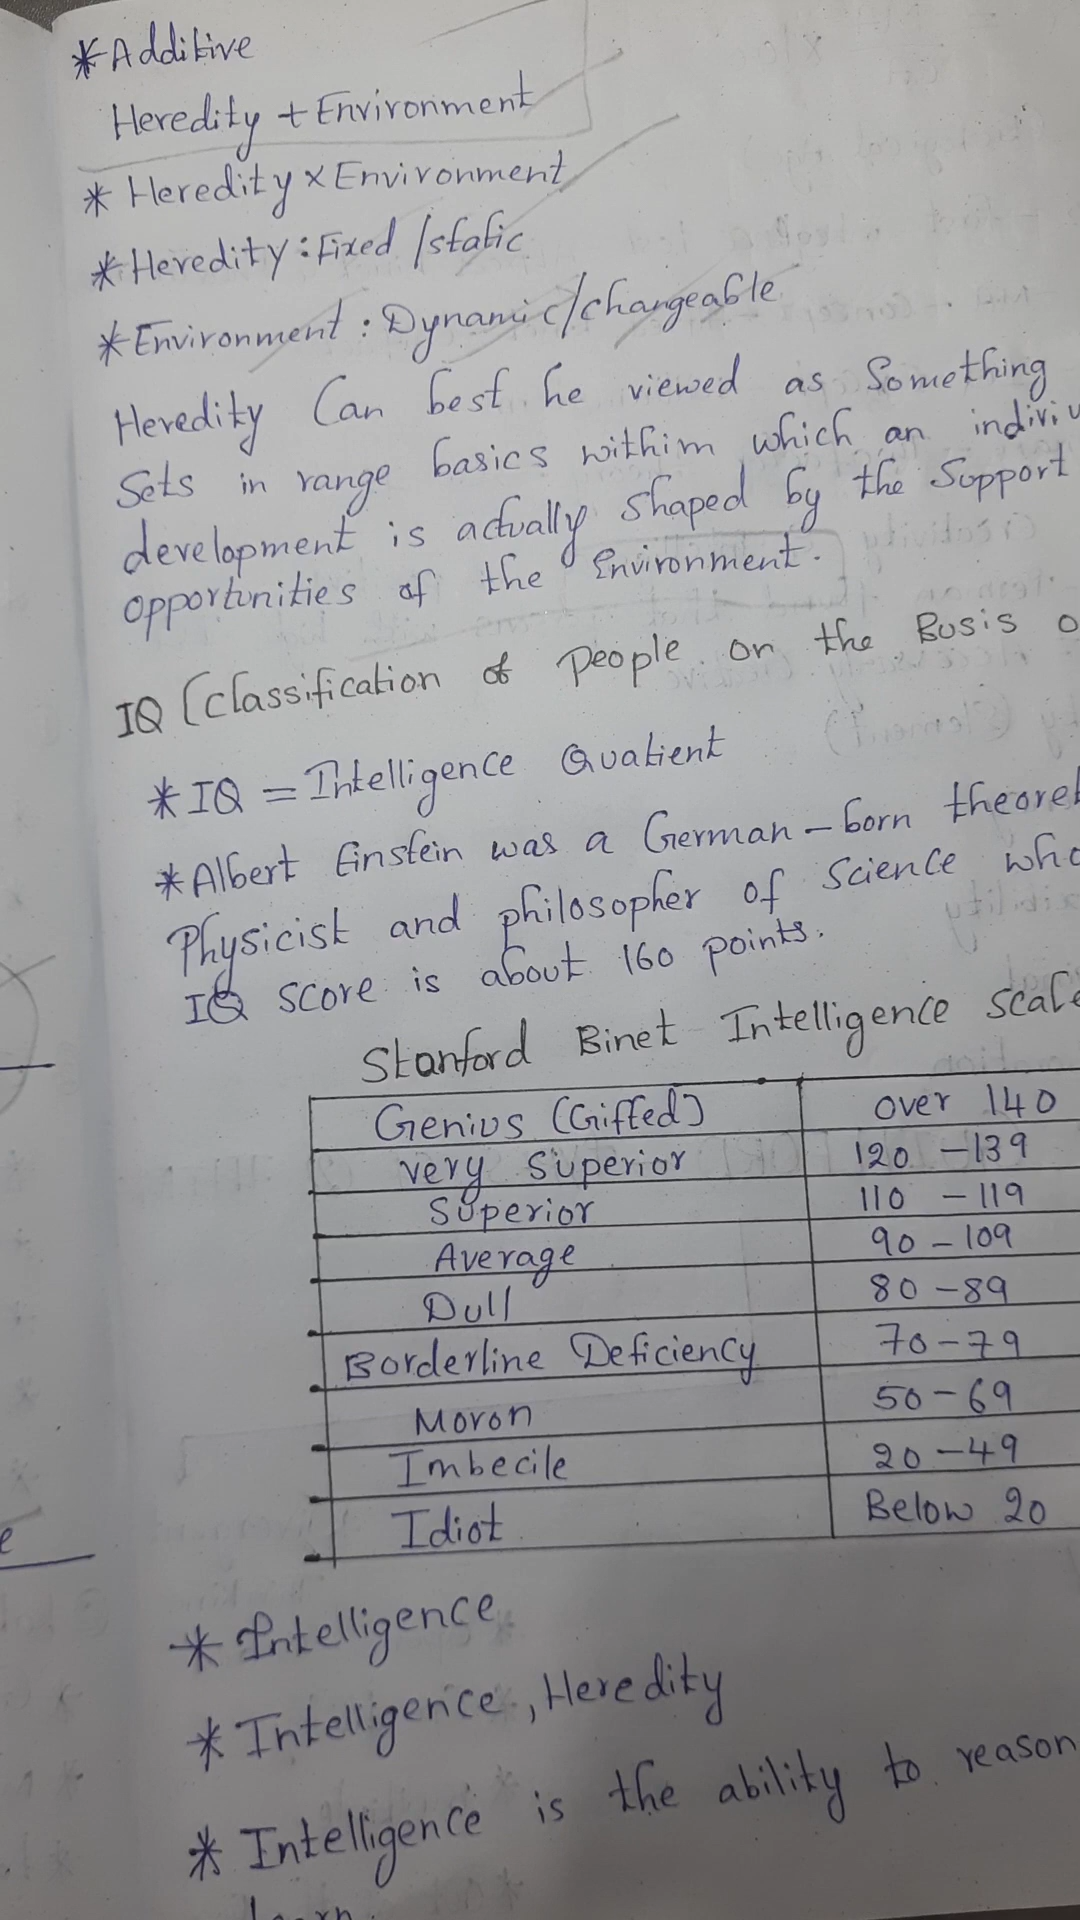 *Additive
Heredity + Environment
* Heredity x Environment
* Heredity : Fixed /static
* Environment : Dynamic/changeable
Heredity Can best be viewed as Something
Sets in range basics withim which an indiviu
development is actually shaped by the Support
opportunities of the Environment.
IQ (Classification of People on the Busis o
* IQ = Intelligence Quatient
* Albert Einstein was a German - born theoret
Physicist and philosopher of Science who
IQ Score is about 160 points.
Stanford Binet Intelligence scale
Genius (Gifted) over 140
very Superior 120 - 139
Superior 110 - 119
Average 90 - 109
Dull 80 - 89
Borderline Deficiency 70 - 79
Moron 50 - 69
Imbecile 20 - 49
Idiot Below 20
* Intelligence
* Intelligence, Heredity
* Intelligence is the ability to reason